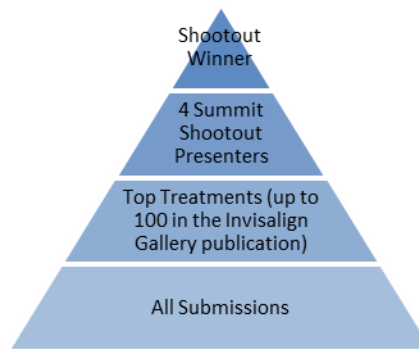 Shootout
Winner
4 Summit
Shootout
Presenters
Top Treatments (up to
100 in the Invisalign
Gallery publication)
All Submissions